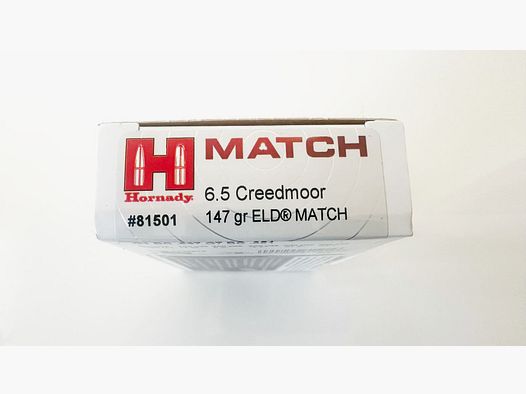 H
Hornady
#81501
MATCH
6.5 Creedmoor
147 gr ELD® MATCH